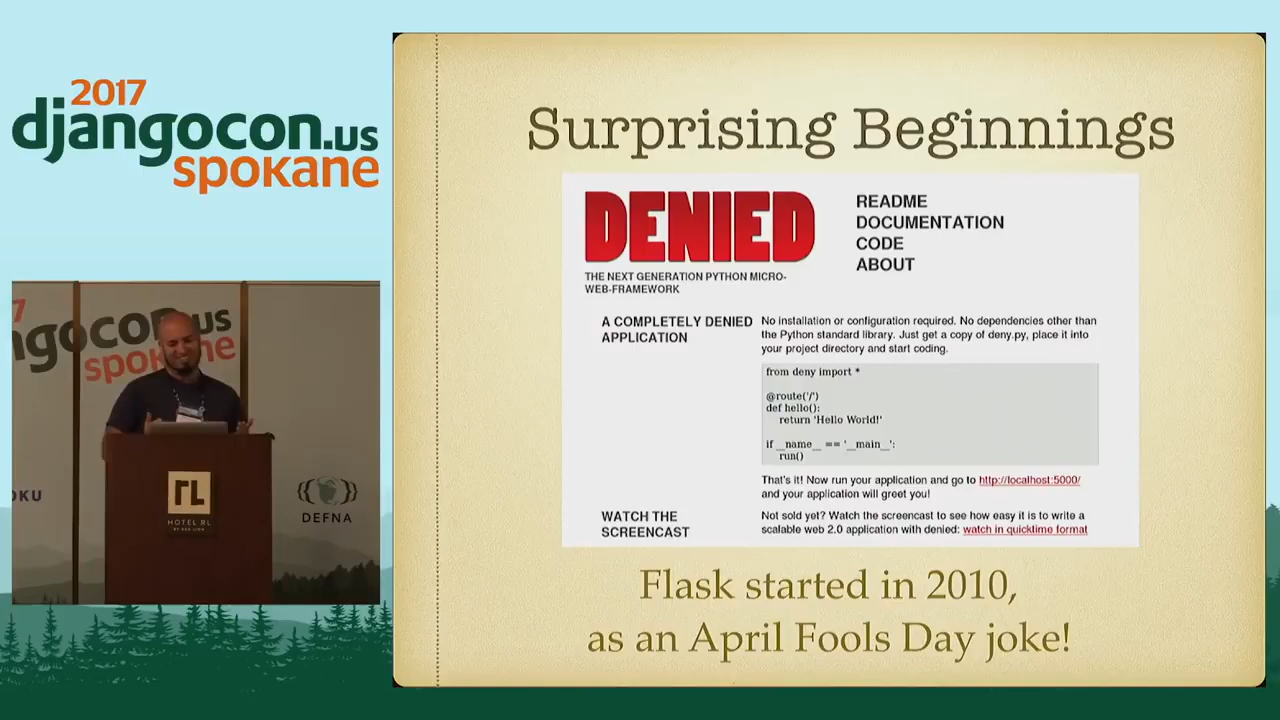 2017
djangocon.us
spokane
Surprising Beginnings
DENIED
THE NEXT GENERATION PYTHON MICRO-
WEB-FRAMEWORK
README
DOCUMENTATION
CODE
ABOUT
A COMPLETELY DENIED
APPLICATION
No installation or configuration required. No dependencies other than
the Python standard library. Just get a copy of deny.py, place it into
your project directory and start coding.
from deny import *
@route('/')
def hello():
return 'Hello World!'
if __name__ == '__main__':
run()
That's it! Now run your application and go to http://localhost:5000/
and your application will greet you!
WATCH THE
SCREENCAST
Not sold yet? Watch the screencast to see how easy it is to write a
scalable web 2.0 application with denied: watch in quicktime format
Flask started in 2010,
as an April Fools Day joke!
7
ngocon.us
spokane
OKU
RL
HOTEL RL
DEFNA